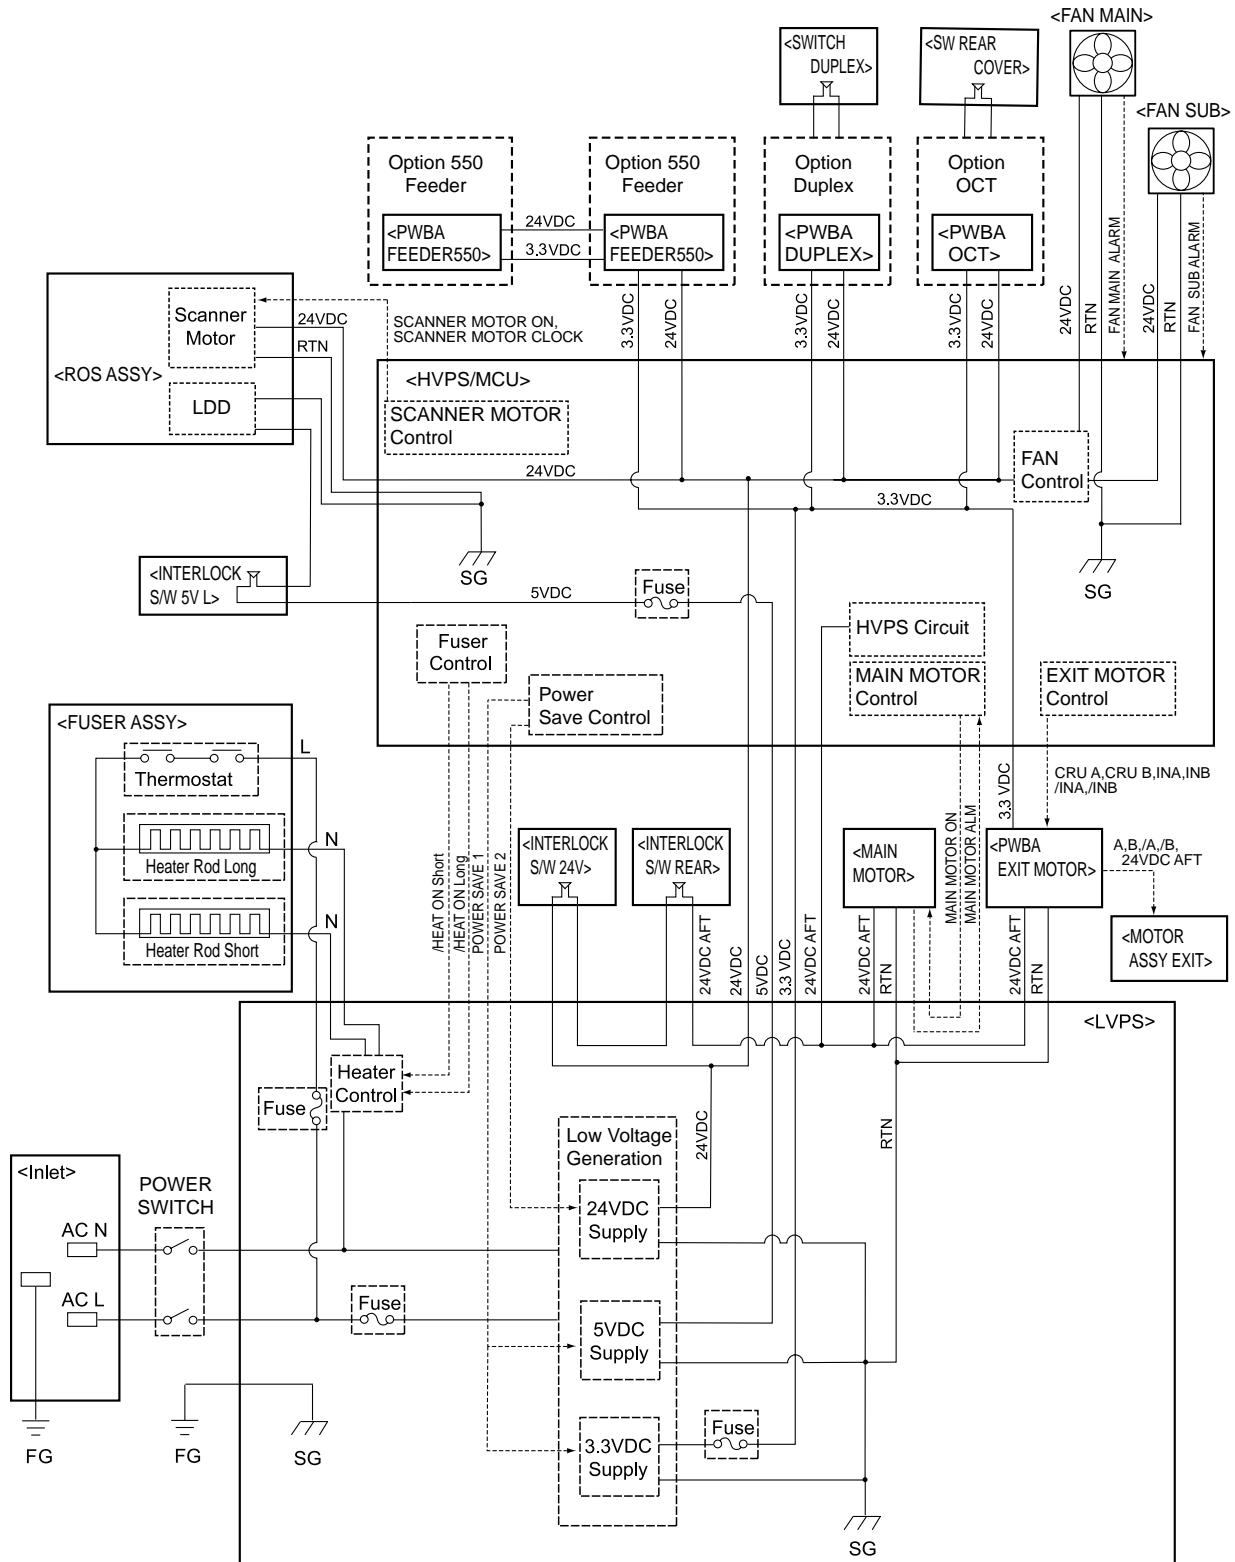 <FAN MAIN>
<SWITCH
DUPLEX>
<SW REAR
COVER>
<FAN SUB>
Option 550
Feeder
Option 550
Feeder
Option
Duplex
Option
OCT
<PWBA
FEEDER550>
24VDC
3.3VDC
<PWBA
FEEDER550>
<PWBA
DUPLEX>
<PWBA
OCT>
3.3VDC
24VDC
3.3VDC
24VDC
3.3VDC
24VDC
24VDC
RTN
FAN MAIN ALARM
24VDC
RTN
FAN SUB ALARM
Scanner
Motor
24VDC
RTN
<ROS ASSY>
LDD
SCANNER MOTOR ON,
SCANNER MOTOR CLOCK
<HVPS/MCU>
SCANNER MOTOR
Control
24VDC
FAN
Control
3.3VDC
SG
SG
<INTERLOCK
S/W 5V L>
5VDC
Fuse
HVPS Circuit
Fuser
Control
Power
Save Control
MAIN MOTOR
Control
EXIT MOTOR
Control
<FUSER ASSY>
L
Thermostat
N
Heater Rod Long
N
Heater Rod Short
/HEAT ON Short
/HEAT ON Long
POWER SAVE 1
POWER SAVE 2
<INTERLOCK
S/W 24V>
<INTERLOCK
S/W REAR>
24VDC AFT
24VDC
5VDC
3.3 VDC
24VDC AFT
<MAIN
MOTOR>
24VDC AFT
RTN
MAIN MOTOR ON
MAIN MOTOR ALM
3.3 VDC
CRU A,CRU B,INA,INB
/INA,/INB
<PWBA
EXIT MOTOR>
A,B,/A,/B,
24VDC AFT
24VDC AFT
RTN
<MOTOR
ASSY EXIT>
<LVPS>
Heater
Control
Fuse
Low Voltage
Generation
24VDC
RTN
<Inlet>
POWER
SWITCH
AC N
24VDC
Supply
AC L
Fuse
5VDC
Supply
3.3VDC
Supply
Fuse
FG
FG
SG
SG